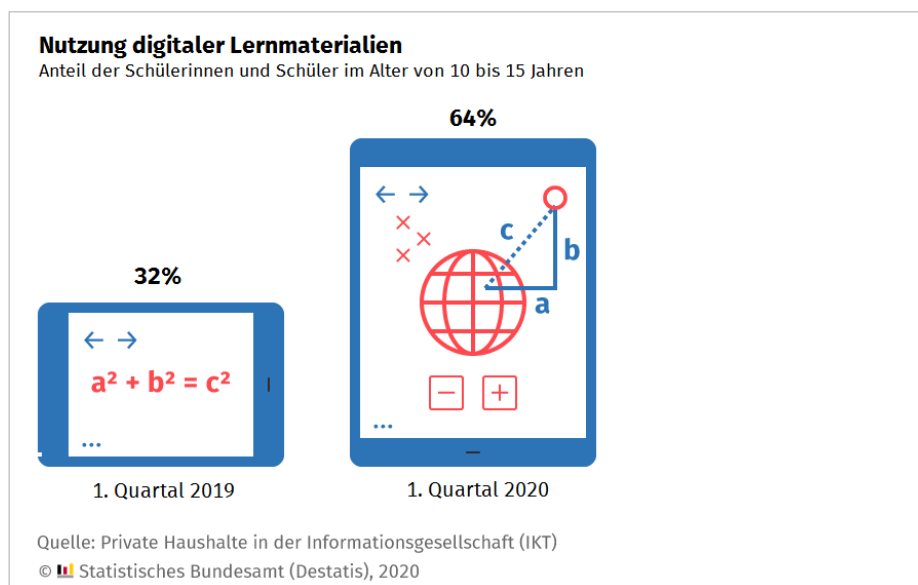 Nutzung digitaler Lernmaterialien
Anteil der Schülerinnen und Schüler im Alter von 10 bis 15 Jahren
64%
c
b
a
32%
a² + b² = c²
...
...
1. Quartal 2019
1. Quartal 2020
Quelle: Private Haushalte in der Informationsgesellschaft (IKT)
© Statistisches Bundesamt (Destatis), 2020